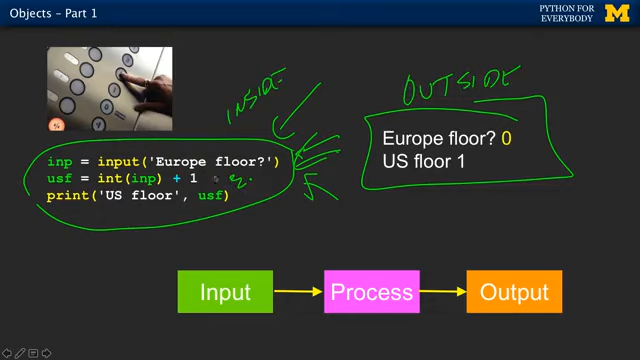 Objects - Part 1
PYTHON FOR
EVERYBODY
M
INSIDE
OUTSIDE
inp = input('Europe floor?')
usf = int(inp) + 1
print('US floor', usf)
Europe floor? 0
US floor 1
Input
Process
Output